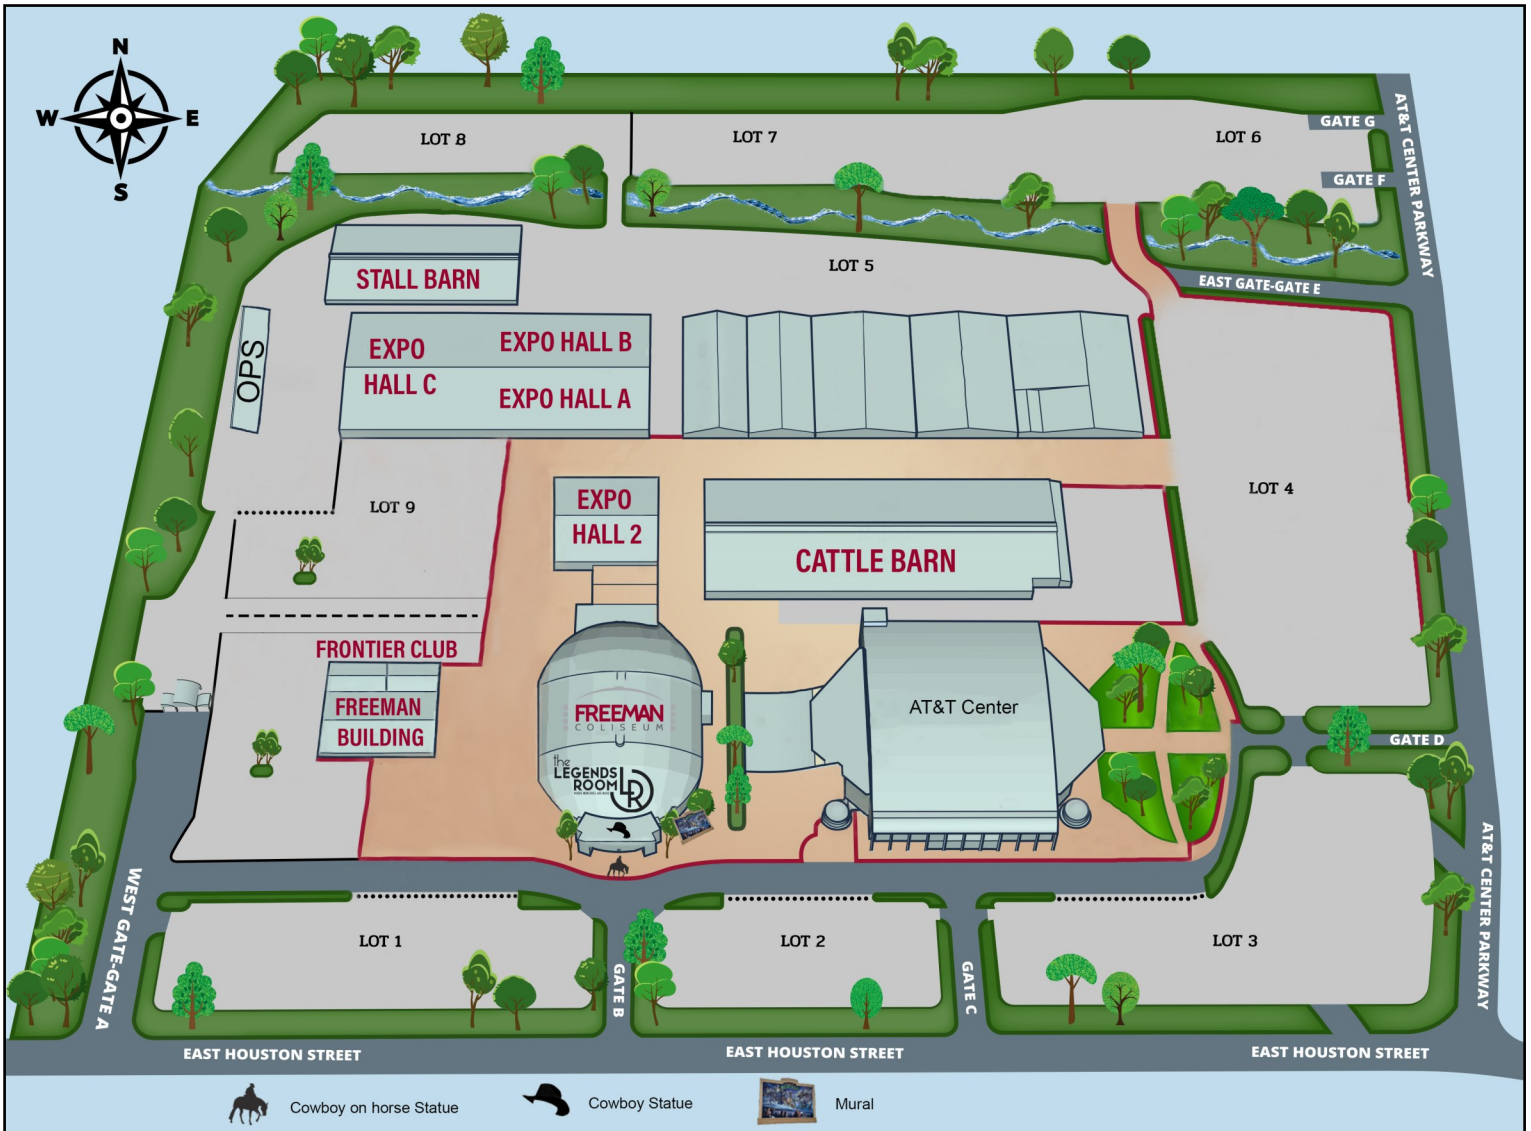 N
W E
S
LOT 8
LOT 7
LOT 6
GATE G
GATE F
AT&T CENTER PARKWAY
LOT 5
EAST GATE-GATE E
STALL BARN
OPS
EXPO
HALL C
EXPO HALL B
EXPO HALL A
LOT 9
EXPO
HALL 2
CATTLE BARN
LOT 4
FRONTIER CLUB
FREEMAN
BUILDING
FREEMAN
COLISEUM
the
LEGENDS
ROOM
LR
AT&T Center
GATE D
WEST GATE-GATE A
LOT 1
GATE B
LOT 2
GATE C
LOT 3
AT&T CENTER PARKWAY
EAST HOUSTON STREET
EAST HOUSTON STREET
EAST HOUSTON STREET
Cowboy on horse Statue
Cowboy Statue
Mural